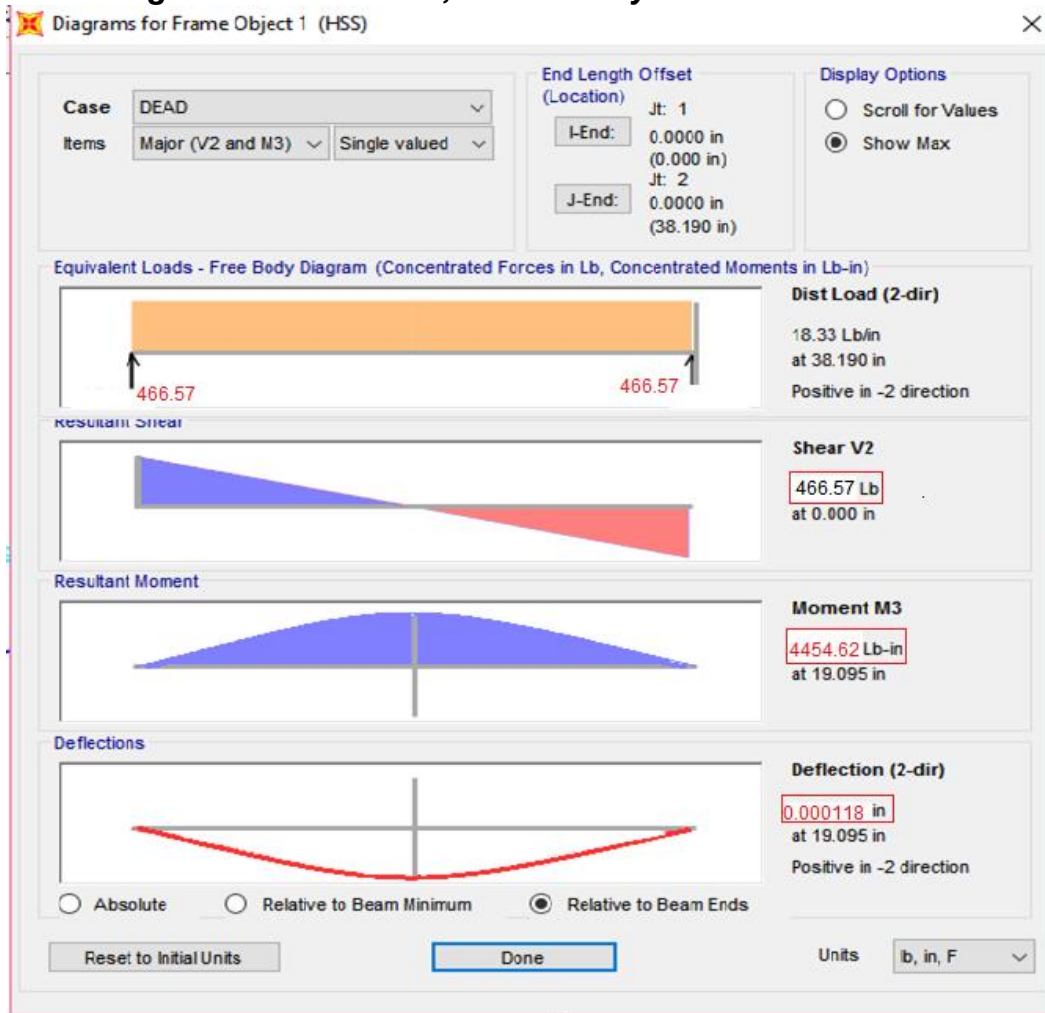 Diagrams for Frame Object 1 (HSS)
Case DEAD
Items Major (V2 and M3) Single valued
End Length Offset
(Location)
I-End:
Jt: 1
0.0000 in
(0.000 in)
J-End:
Jt: 2
0.0000 in
(38.190 in)
Display Options
Scroll for Values
Show Max
Equivalent Loads - Free Body Diagram (Concentrated Forces in Lb, Concentrated Moments in Lb-in)
466.57
466.57
Dist Load (2-dir)
18.33 Lb/in
at 38.190 in
Positive in -2 direction
Resultant Shear
Shear V2
466.57 Lb
at 0.000 in
Resultant Moment
Moment M3
4454.62 Lb-in
at 19.095 in
Deflections
Deflection (2-dir)
0.000118 in
at 19.095 in
Positive in -2 direction
Absolute Relative to Beam Minimum Relative to Beam Ends
Reset to Initial Units Done Units lb, in, F